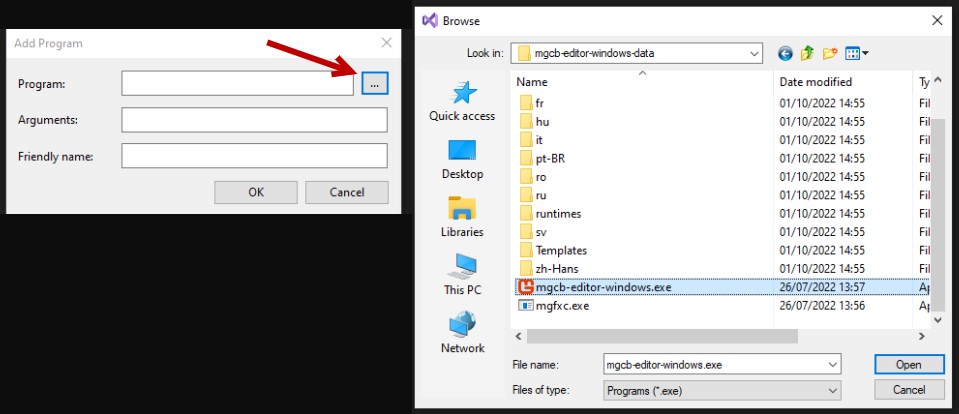 Add Program
Program:
...
Arguments:
Friendly name:
OK Cancel
Browse
Look in: mgcb-editor-windows-data
Quick access
Desktop
Libraries
This PC
Network
Name Date modified Ty
fr 01/10/2022 14:55 Fil
hu 01/10/2022 14:55 Fil
it 01/10/2022 14:55 Fil
pt-BR 01/10/2022 14:55 Fil
ro 01/10/2022 14:55 Fil
ru 01/10/2022 14:55 Fil
runtimes 01/10/2022 14:55 Fil
sv 01/10/2022 14:55 Fil
Templates 01/10/2022 14:55 Fil
zh-Hans 01/10/2022 14:55 Fil
mgcb-editor-windows.exe 26/07/2022 13:57 Ap
mgfxc.exe 26/07/2022 13:56 Ap
File name: mgcb-editor-windows.exe Open
Files of type: Programs (*.exe) Cancel